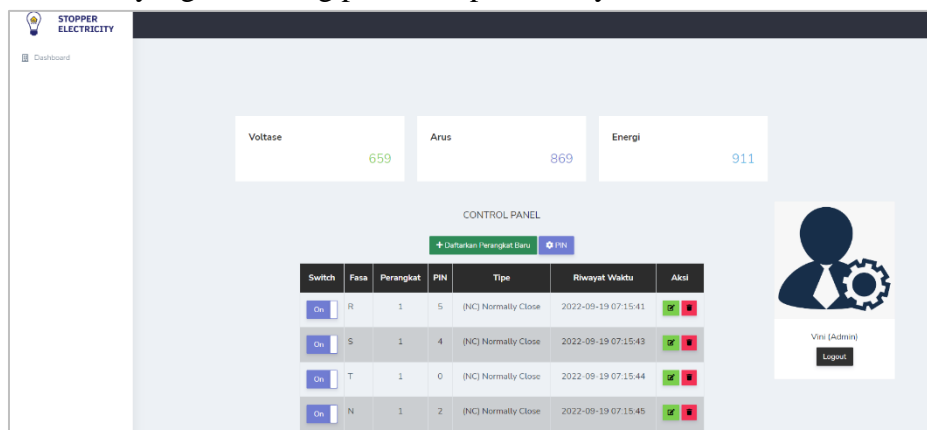 STOPPER
ELECTRICITY
Dashboard
Voltase
659
Arus
869
Energi
911
CONTROL PANEL
+ Daftarkan Perangkat Baru PIN
Switch Fasa Perangkat PIN Tipe Riwayat Waktu Aksi
On R 1 5 (NC) Normally Close 2022-09-19 07:15:41
On S 1 4 (NC) Normally Close 2022-09-19 07:15:43
On T 1 0 (NC) Normally Close 2022-09-19 07:15:44
On N 1 2 (NC) Normally Close 2022-09-19 07:15:45
Vini (Admin)
Logout